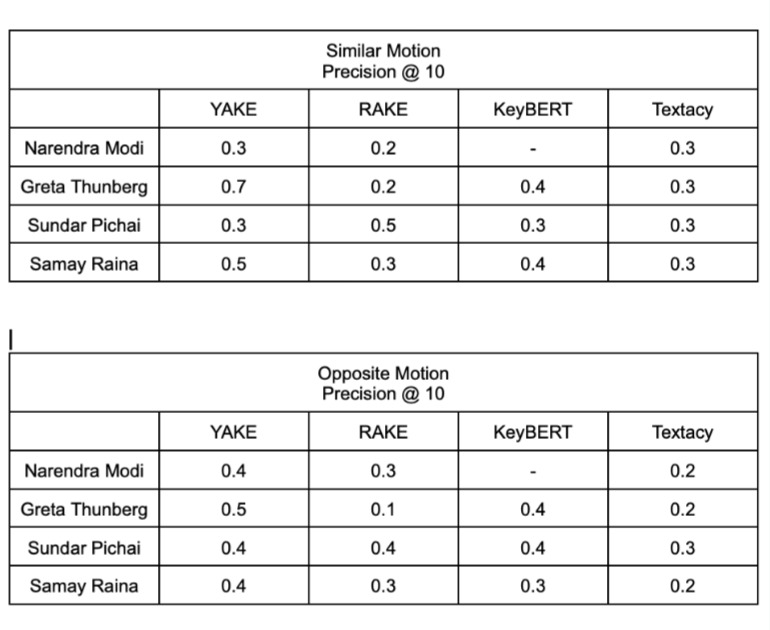 Similar Motion
Precision @ 10
YAKE RAKE KeyBERT Textacy
Narendra Modi 0.3 0.2 - 0.3
Greta Thunberg 0.7 0.2 0.4 0.3
Sundar Pichai 0.3 0.5 0.3 0.3
Samay Raina 0.5 0.3 0.4 0.3
Opposite Motion
Precision @ 10
YAKE RAKE KeyBERT Textacy
Narendra Modi 0.4 0.3 - 0.2
Greta Thunberg 0.5 0.1 0.4 0.2
Sundar Pichai 0.4 0.4 0.4 0.3
Samay Raina 0.4 0.3 0.3 0.2